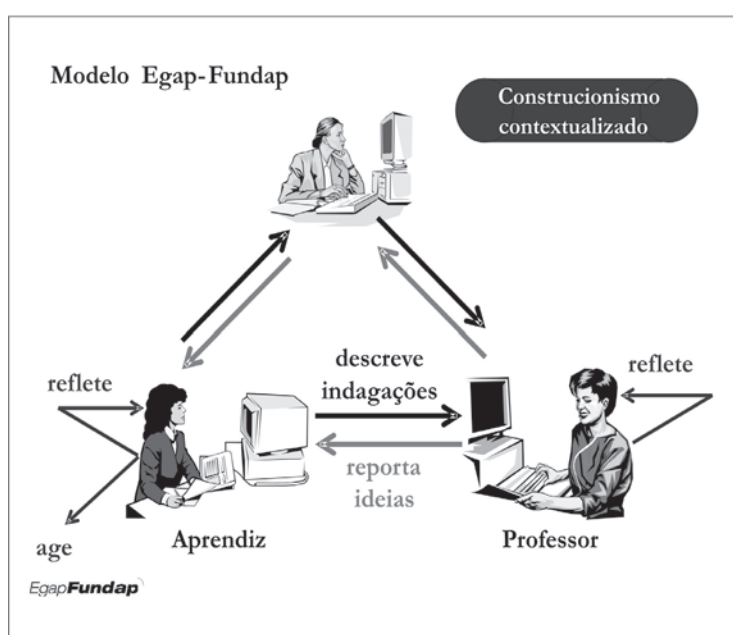 Modelo Egap-Fundap
Construcionismo
contextualizado
descreve
indagações
reflete
reflete
reporta
ideias
age
Aprendiz
Professor
EgapFundap